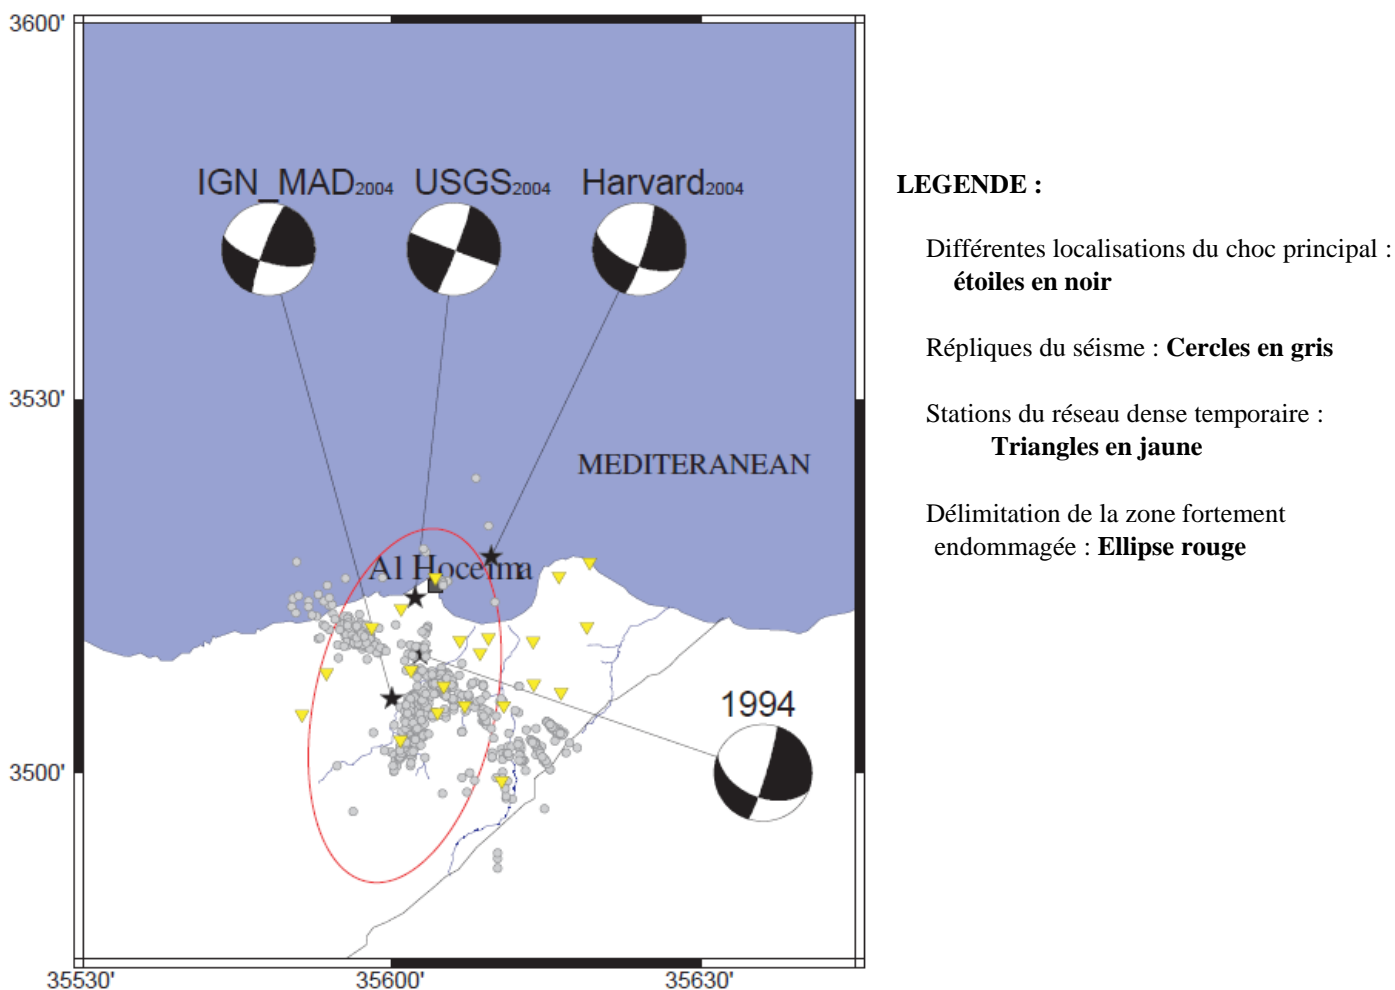 3600'
IGN_MAD2004 USGS2004 Harvard2004
3530'
MEDITERANEAN
Al Hoceima
1994
3500'
35530' 35600' 35630'
LEGENDE :
Différentes localisations du choc principal :
étoiles en noir
Répliques du séisme : Cercles en gris
Stations du réseau dense temporaire :
Triangles en jaune
Délimitation de la zone fortement
endommagée : Ellipse rouge